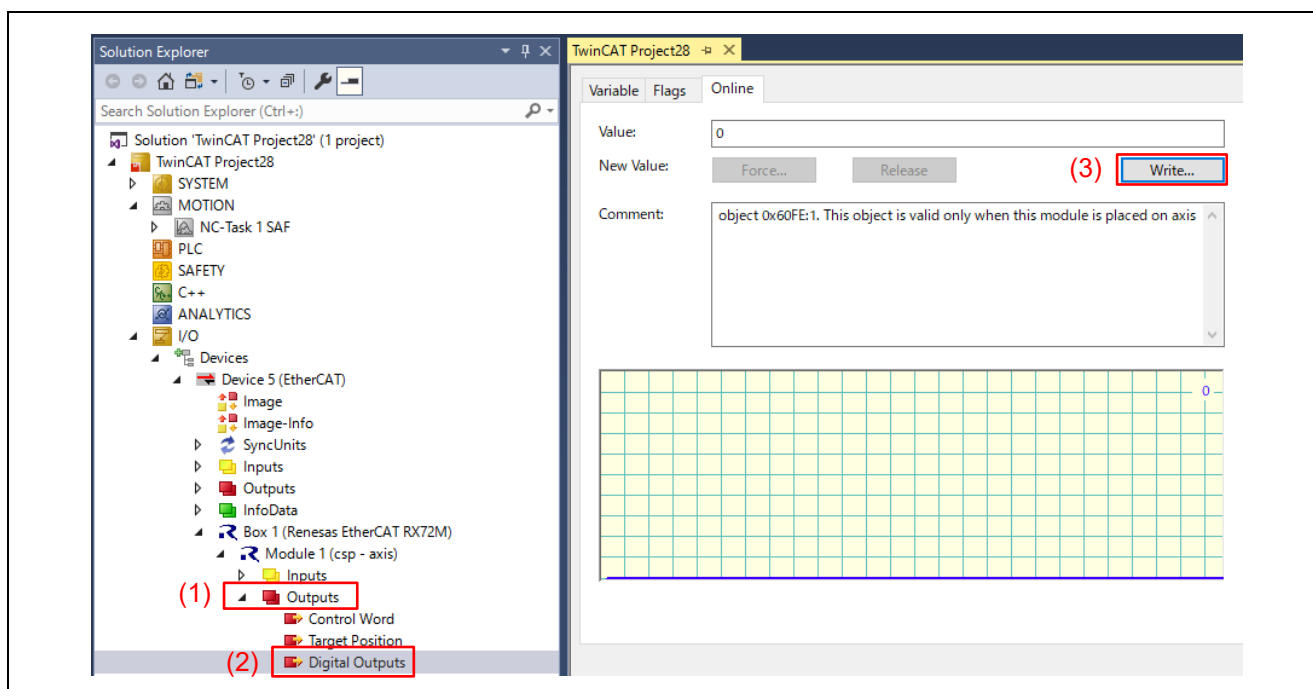 Solution Explorer
Search Solution Explorer (Ctrl+:)
Solution 'TwinCAT Project28' (1 project)
TwinCAT Project28
SYSTEM
MOTION
NC-Task 1 SAF
PLC
SAFETY
C++
ANALYTICS
I/O
Devices
Device 5 (EtherCAT)
Image
Image-Info
SyncUnits
Inputs
Outputs
InfoData
Box 1 (Renesas EtherCAT RX72M)
Module 1 (csp - axis)
Inputs
(1) Outputs
Control Word
Target Position
(2) Digital Outputs
TwinCAT Project28
Variable Flags Online
Value: 0
New Value: Force... Release (3) Write...
Comment: object 0x60FE:1. This object is valid only when this module is placed on axis
0